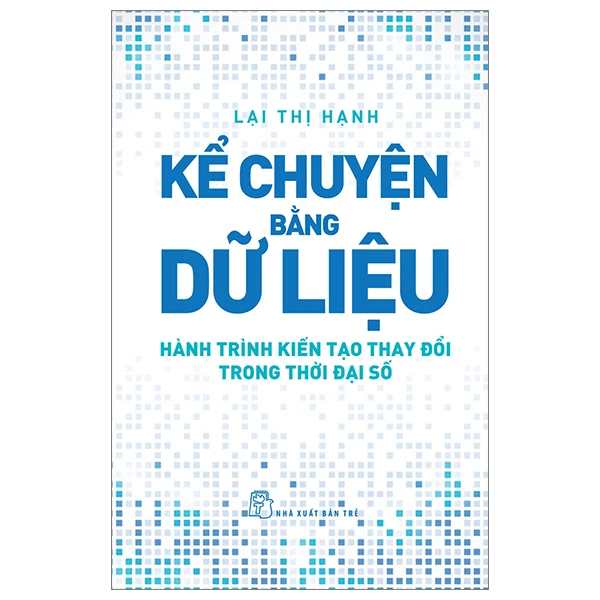 LẠI THỊ HẠNH
KỂ CHUYỆN
BẰNG
DỮ LIỆU
HÀNH TRÌNH KIẾN TẠO THAY ĐỔI
TRONG THỜI ĐẠI SỐ
NHÀ XUẤT BẢN TRẺ